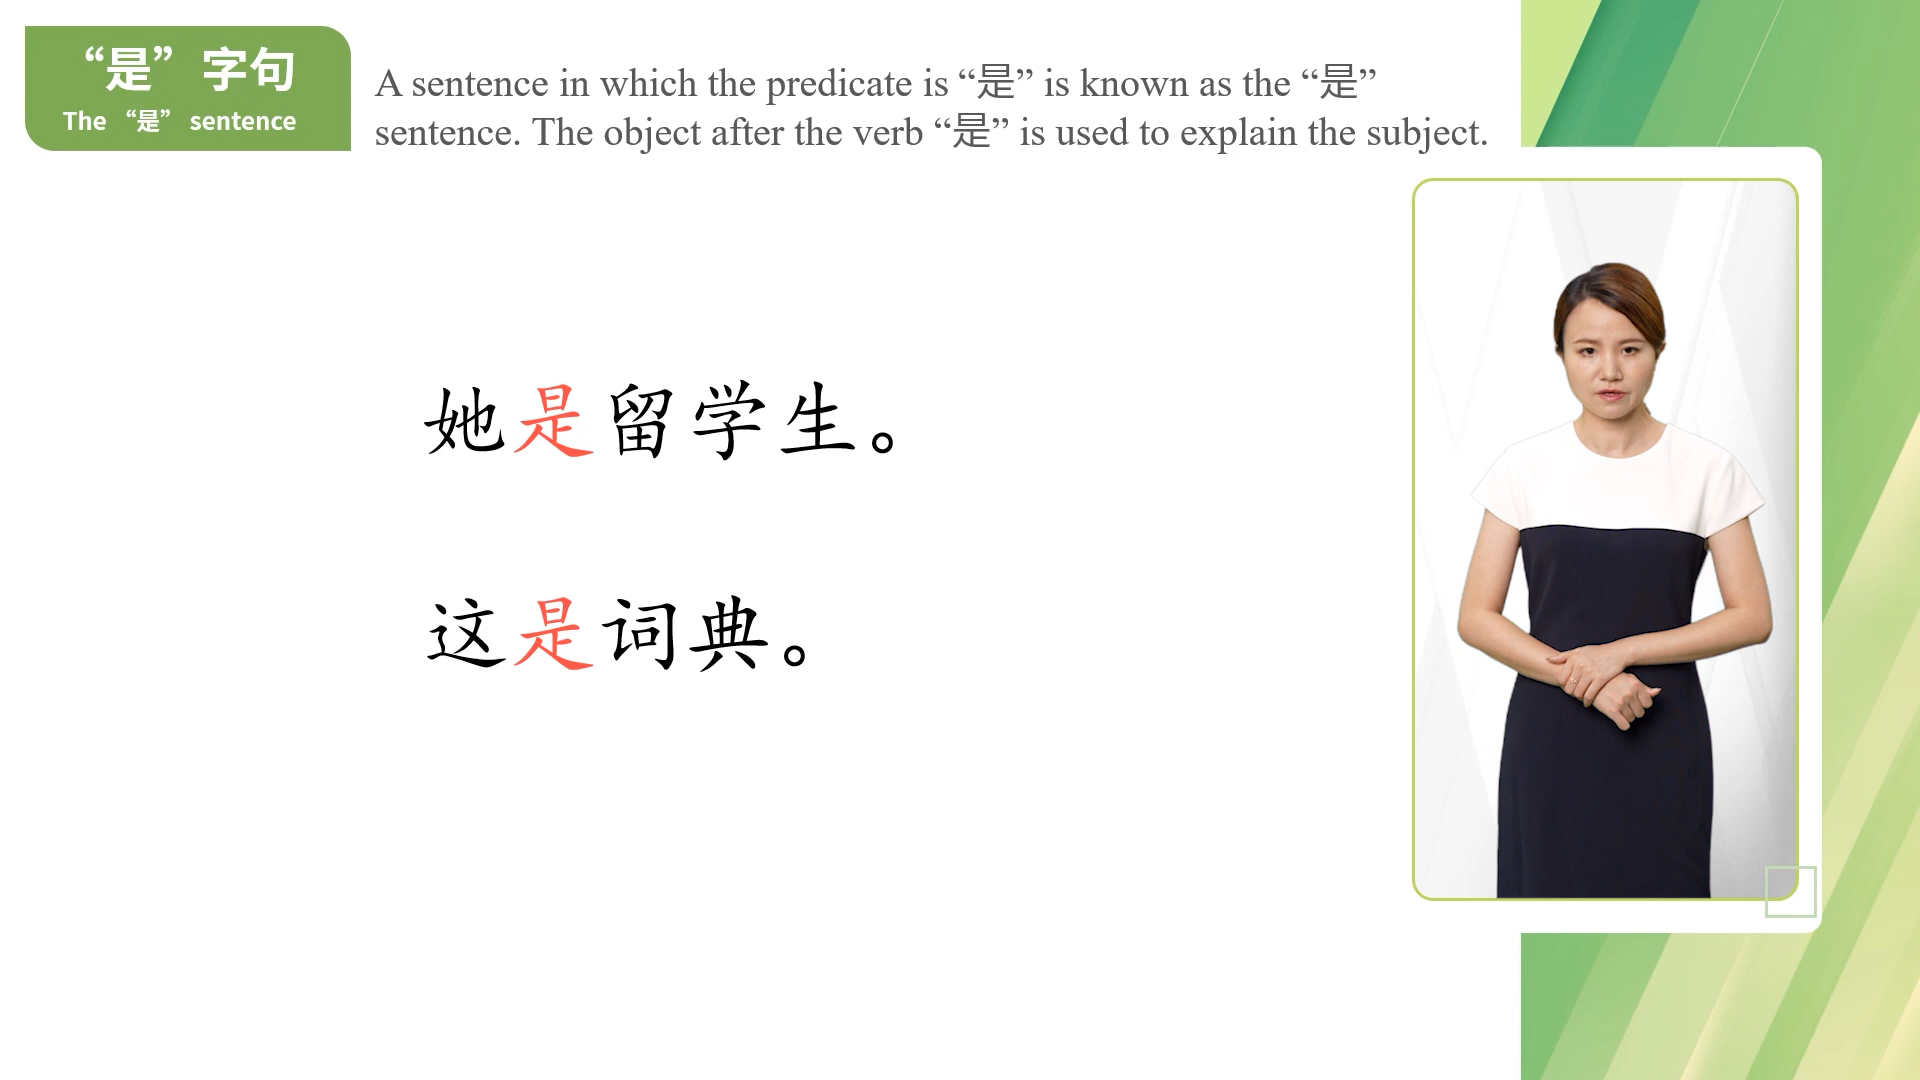 “是” 字句
The “是” sentence
A sentence in which the predicate is “是” is known as the “是”
sentence. The object after the verb “是” is used to explain the subject.
她是留学生。
这是词典。